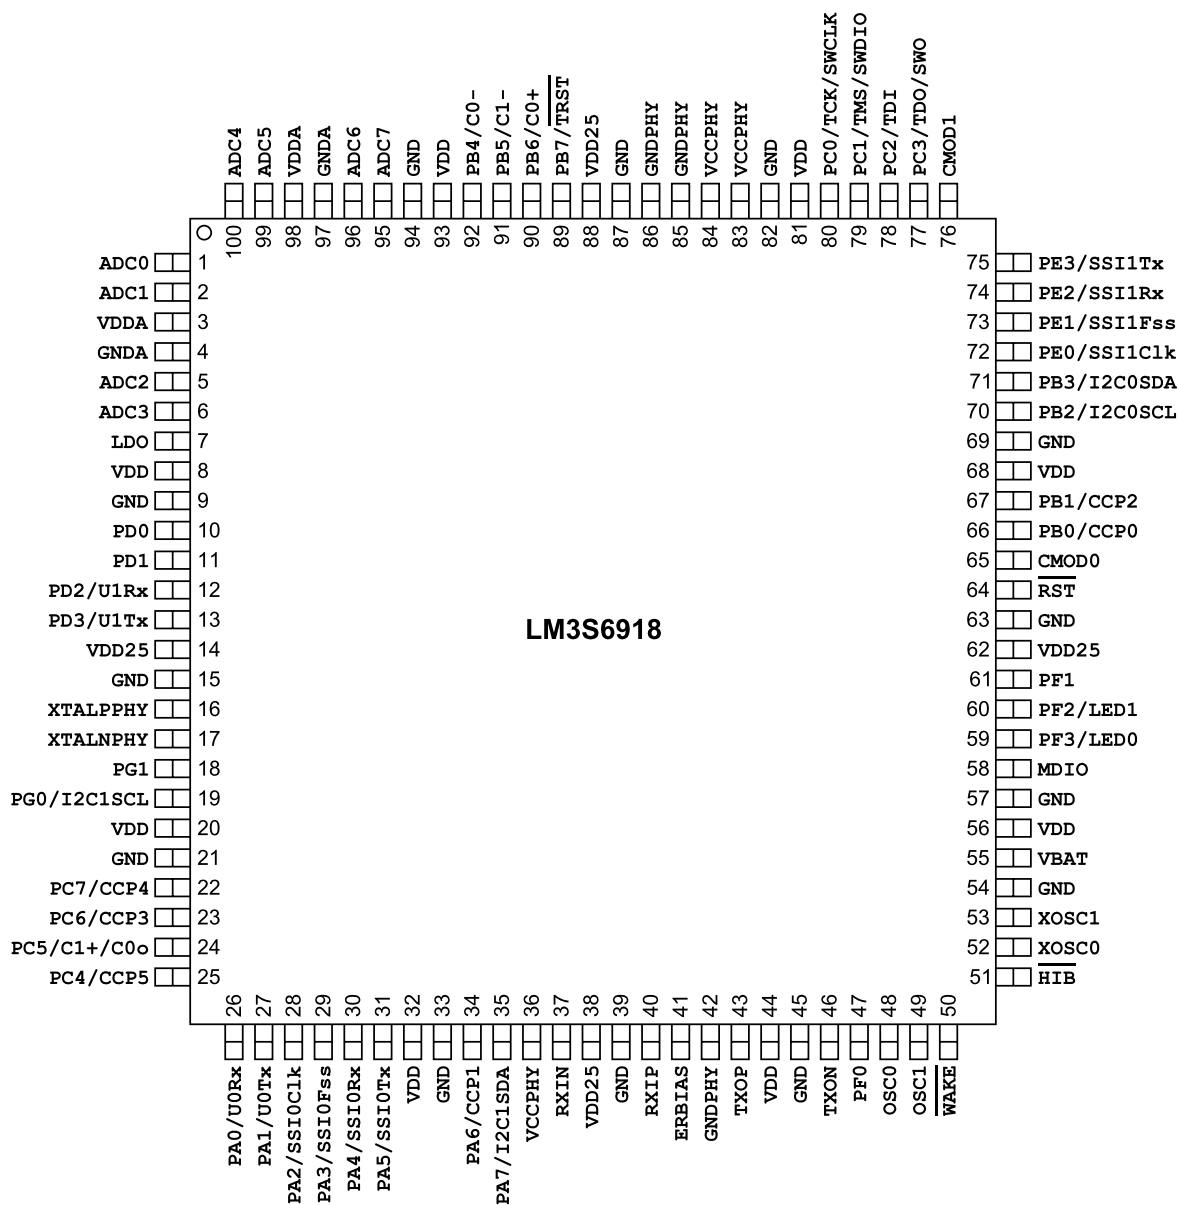 ADC4
ADC5
VDDA
GNDA
ADC6
ADC7
GND
VDD
PB4/C0-
PB5/C1-
PB6/C0+
PB7/TRST
VDD25
GND
GNDPHY
GNDPHY
VCCPHY
VCCPHY
GND
VDD
PC0/TCK/SWCLK
PC1/TMS/SWDIO
PC2/TDI
PC3/TDO/SWO
CMOD1
100
99
98
97
96
95
94
93
92
91
90
89
88
87
86
85
84
83
82
81
80
79
78
77
76
ADC0 1
ADC1 2
VDDA 3
GNDA 4
ADC2 5
ADC3 6
LDO 7
VDD 8
GND 9
PD0 10
PD1 11
PD2/U1Rx 12
PD3/U1Tx 13
VDD25 14
GND 15
XTALPPHY 16
XTALNPHY 17
PG1 18
PG0/I2C1SCL 19
VDD 20
GND 21
PC7/CCP4 22
PC6/CCP3 23
PC5/C1+/C0o 24
PC4/CCP5 25
LM3S6918
75 PE3/SSI1Tx
74 PE2/SSI1Rx
73 PE1/SSI1Fss
72 PE0/SSI1Clk
71 PB3/I2C0SDA
70 PB2/I2C0SCL
69 GND
68 VDD
67 PB1/CCP2
66 PB0/CCP0
65 CMOD0
64 RST
63 GND
62 VDD25
61 PF1
60 PF2/LED1
59 PF3/LED0
58 MDIO
57 GND
56 VDD
55 VBAT
54 GND
53 XOSC1
52 XOSC0
51 HIB
26
27
28
29
30
31
32
33
34
35
36
37
38
39
40
41
42
43
44
45
46
47
48
49
50
PA0/U0Rx
PA1/U0Tx
PA2/SSI0Clk
PA3/SSI0Fss
PA4/SSI0Rx
PA5/SSI0Tx
VDD
GND
PA6/CCP1
PA7/I2C1SDA
VCCPHY
RXIN
VDD25
GND
RXIP
ERBIAS
GNDPHY
TXOP
VDD
GND
TXON
PF0
OSC0
OSC1
WAKE